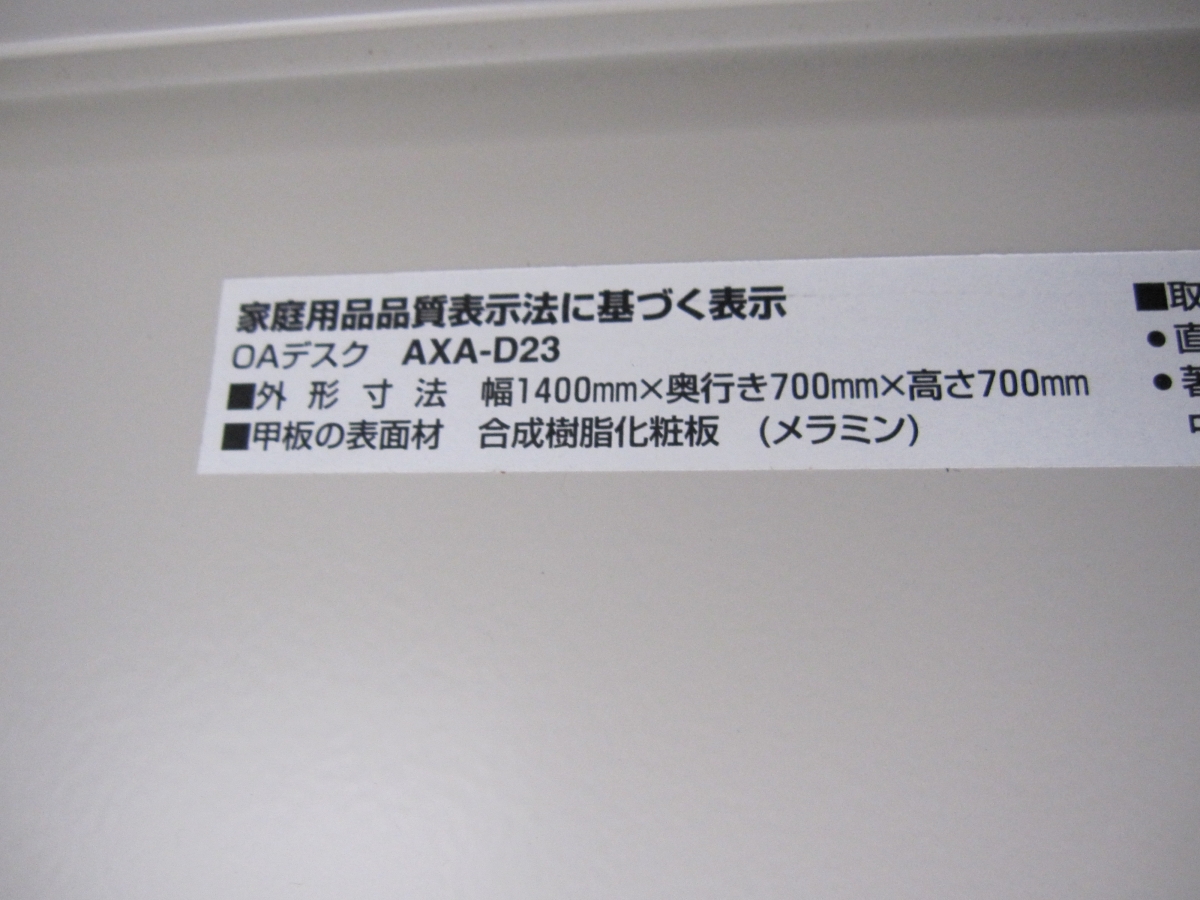 家庭用品品質表示法に基づく表示
OAデスク AXA-D23
■外形寸法 幅1400mm×奥行き700mm×高さ700mm
■甲板の表面材 合成樹脂化粧板 (メラミン)
■取
●直
●著